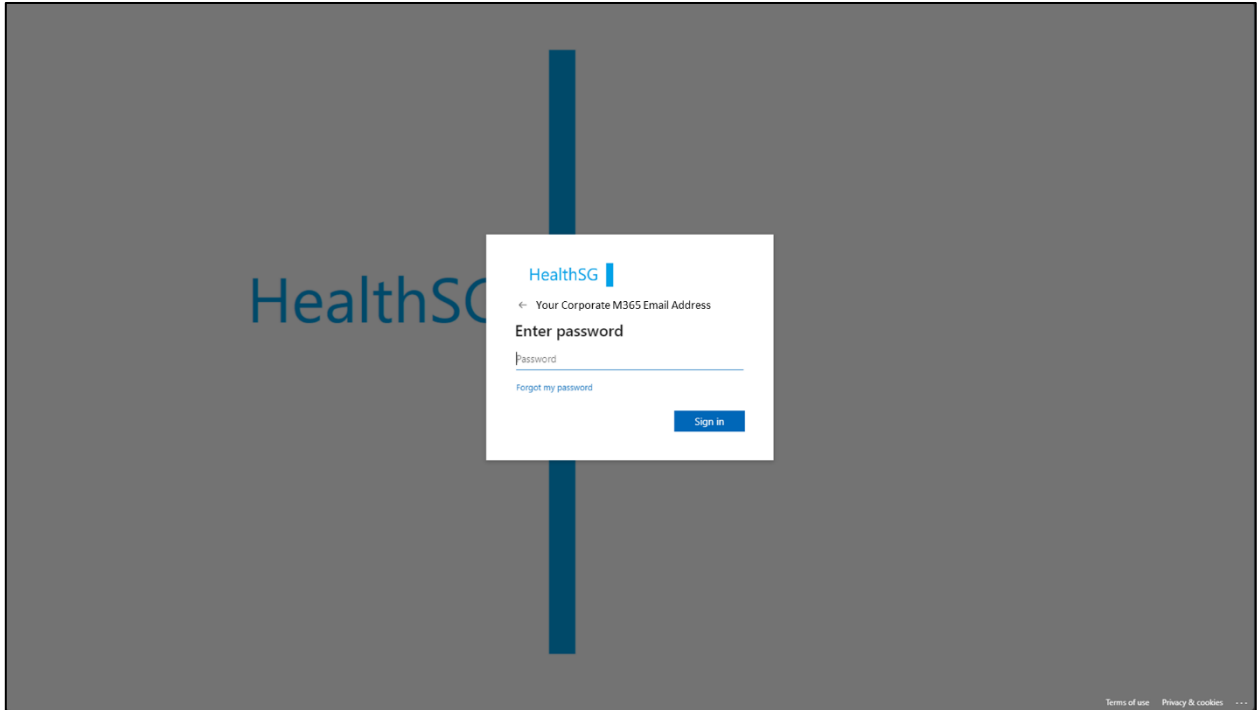 HealthSG
HealthSG
← Your Corporate M365 Email Address
Enter password
Password
Forgot my password
Sign in
Terms of use Privacy & cookies ...